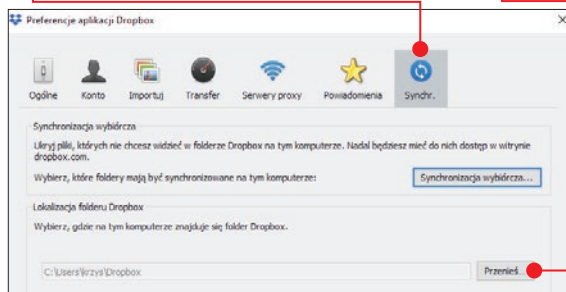 Preferencje aplikacji Dropbox
Ogólne Konto Importuj Transfer Serwery proxy Powiadomienia Synchr.
Synchronizacja wybiórcza
Ukryj pliki, których nie chcesz widzieć w folderze Dropbox na tym komputerze. Nadal będziesz mieć do nich dostęp w witrynie
dropbox.com.
Wybierz, które foldery mają być synchronizowane na tym komputerze: Synchronizacja wybiórcza...
Lokalizacja folderu Dropbox
Wybierz, gdzie na tym komputerze znajduje się folder Dropbox.
C:\Users\krzys\Dropbox Przenieś...